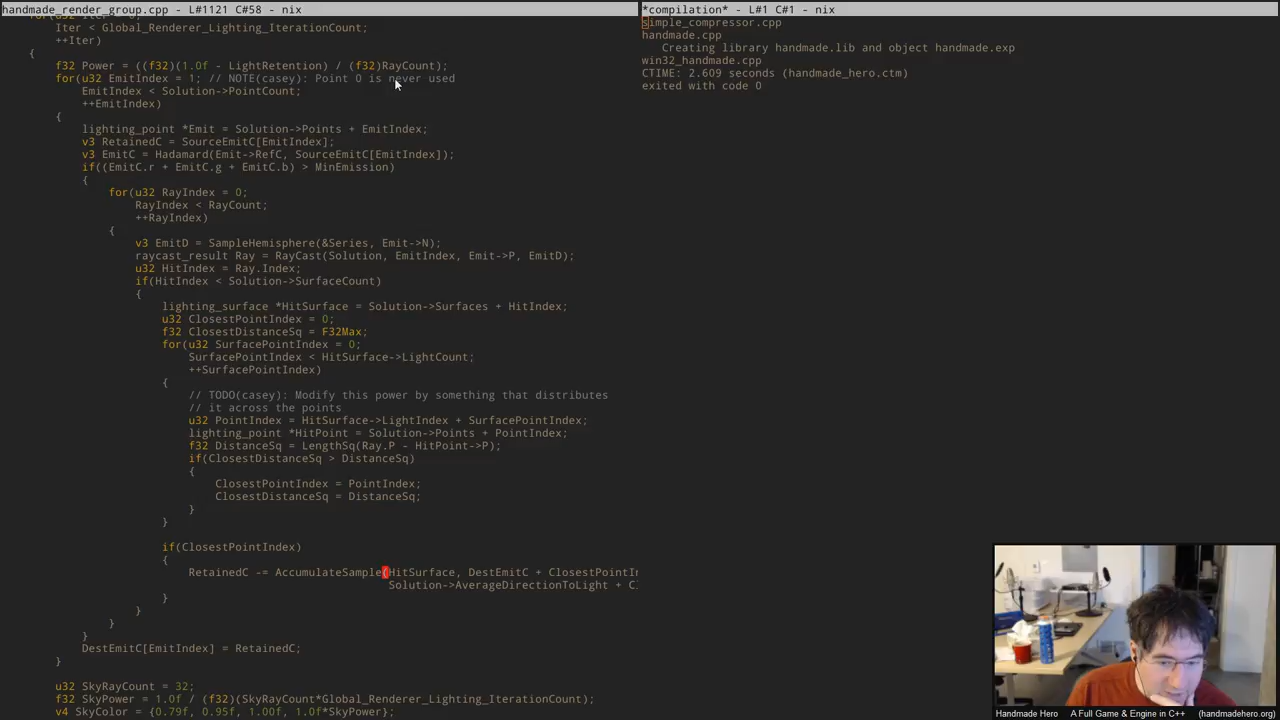 handmade_render_group.cpp - L#1121 C#58 - nix
Iter < Global_Renderer_Lighting_IterationCount;
++Iter)
{
f32 Power = ((f32)(1.0f - LightRetention) / (f32)RayCount);
for(u32 EmitIndex = 1; // NOTE(casey): Point 0 is never used
EmitIndex < Solution->PointCount;
++EmitIndex)
{
lighting_point *Emit = Solution->Points + EmitIndex;
v3 RetainedC = SourceEmitC[EmitIndex];
v3 EmitC = Hadamard(Emit->RefC, SourceEmitC[EmitIndex]);
if((EmitC.r + EmitC.g + EmitC.b) > MinEmission)
{
for(u32 RayIndex = 0;
RayIndex < RayCount;
++RayIndex)
{
v3 EmitD = SampleHemisphere(&Series, Emit->N);
raycast_result Ray = RayCast(Solution, EmitIndex, Emit->P, EmitD);
u32 HitIndex = Ray.Index;
if(HitIndex < Solution->SurfaceCount)
{
lighting_surface *HitSurface = Solution->Surfaces + HitIndex;
u32 ClosestPointIndex = 0;
f32 ClosestDistanceSq = F32Max;
for(u32 SurfacePointIndex = 0;
SurfacePointIndex < HitSurface->LightCount;
++SurfacePointIndex)
{
// TODO(casey): Modify this power by something that distributes
// it across the points
u32 PointIndex = HitSurface->LightIndex + SurfacePointIndex;
lighting_point *HitPoint = Solution->Points + PointIndex;
f32 DistanceSq = LengthSq(Ray.P - HitPoint->P);
if(ClosestDistanceSq > DistanceSq)
{
ClosestPointIndex = PointIndex;
ClosestDistanceSq = DistanceSq;
}
}
if(ClosestPointIndex)
{
RetainedC -= AccumulateSample(HitSurface, DestEmitC + ClosestPointIn
Solution->AverageDirectionToLight + C
}
}
}
}
DestEmitC[EmitIndex] = RetainedC;
}
u32 SkyRayCount = 32;
f32 SkyPower = 1.0f / (f32)(SkyRayCount*Global_Renderer_Lighting_IterationCount);
v4 SkyColor = {0.79f, 0.95f, 1.00f, 1.0f*SkyPower};
*compilation* - L#1 C#1 - nix
simple_compressor.cpp
handmade.cpp
Creating library handmade.lib and object handmade.exp
win32_handmade.cpp
CTIME: 2.609 seconds (handmade_hero.ctm)
exited with code 0
Handmade Hero A Full Game & Engine in C++ (handmadehero.org)